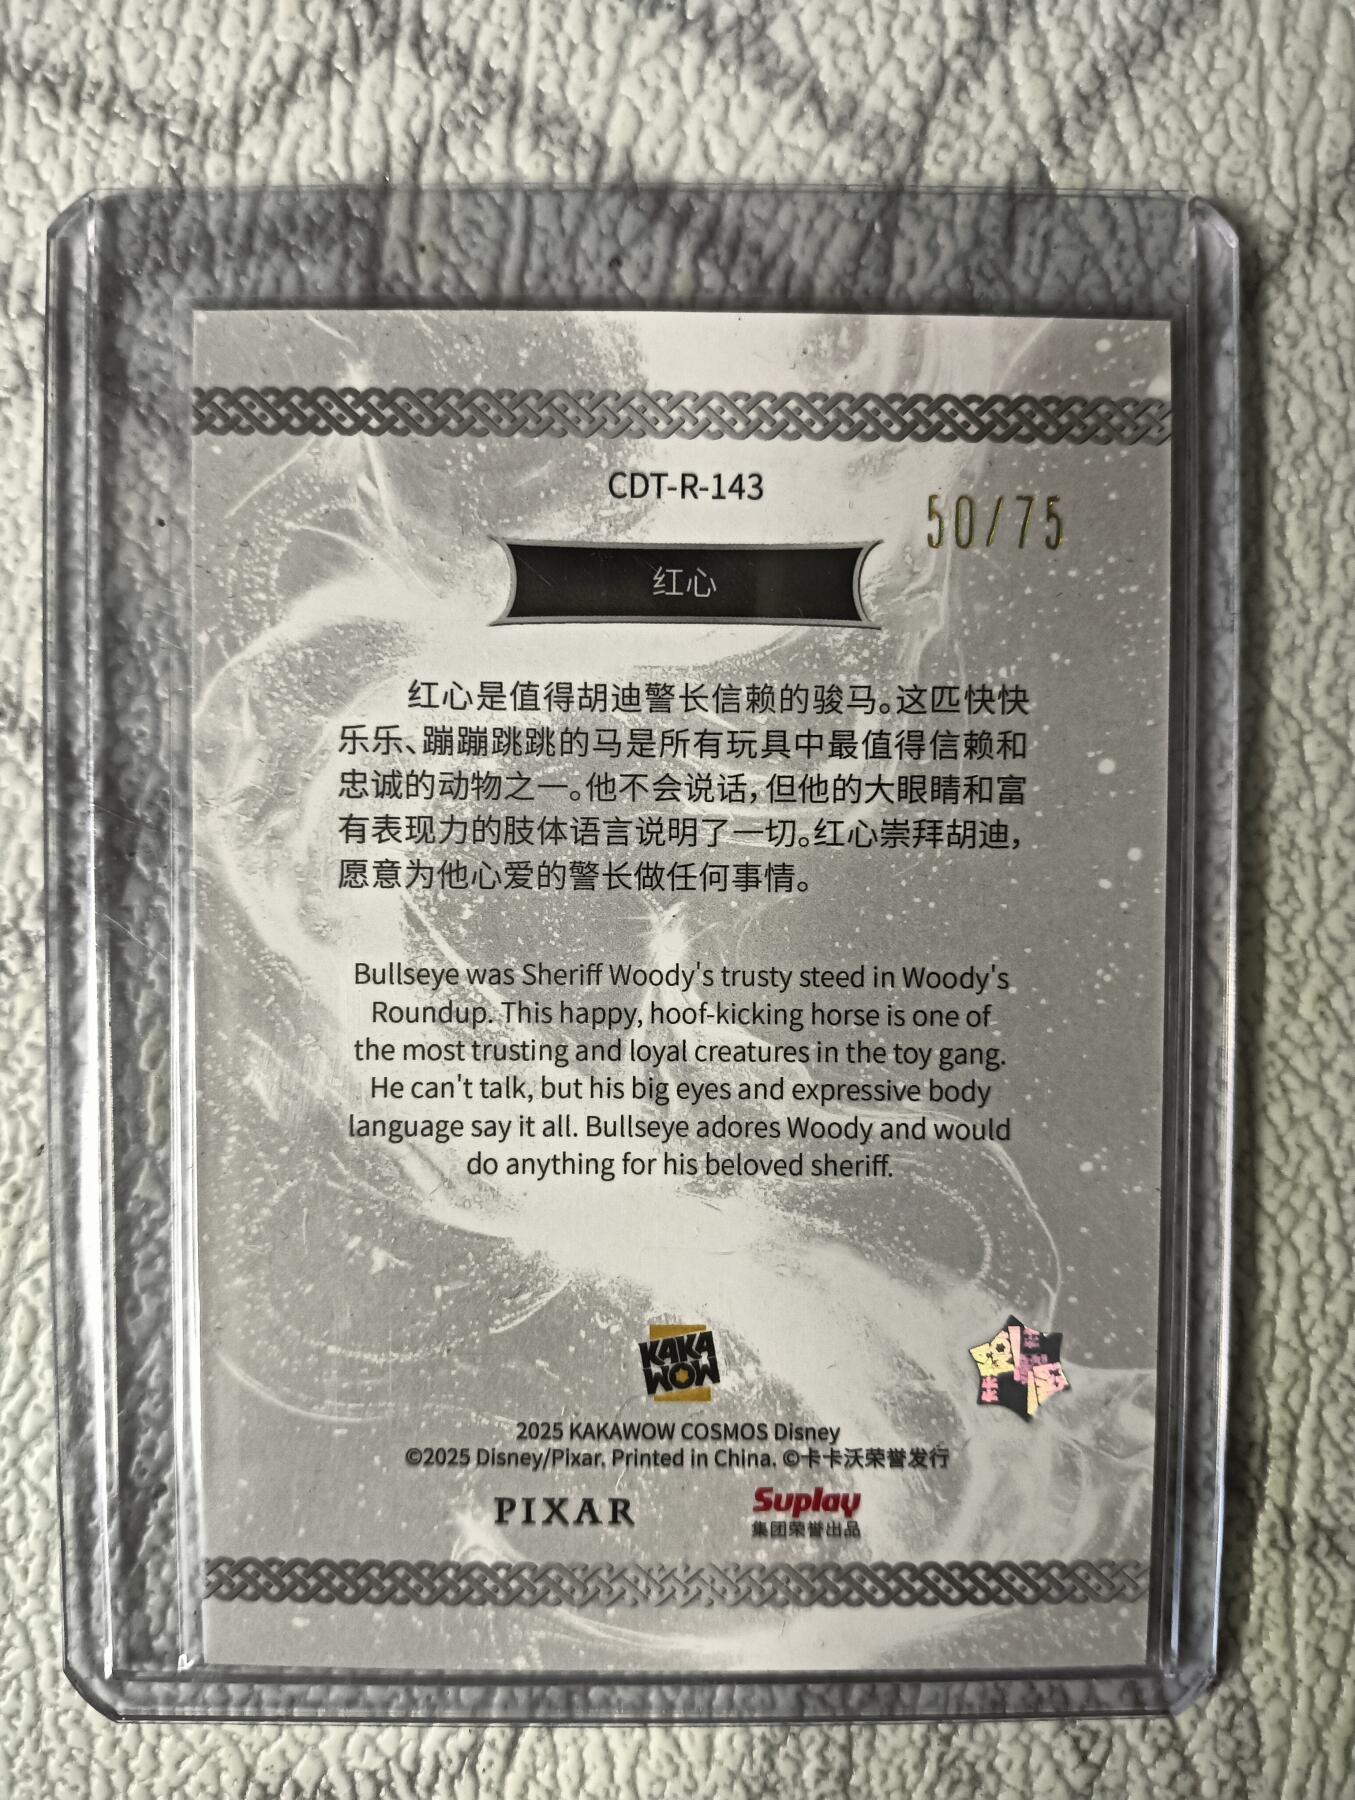 CDT-R-143
50/75
红心
红心是值得胡迪警长信赖的骏马。这匹快快
乐乐、蹦蹦跳跳的马是所有玩具中最值得信赖和
忠诚的动物之一。他不会说话，但他的大眼睛和富
有表现力的肢体语言说明了一切。红心崇拜胡迪，
愿意为他心爱的警长做任何事情。
Bullseye was Sheriff Woody's trusty steed in Woody's
Roundup. This happy, hoof-kicking horse is one of
the most trusting and loyal creatures in the toy gang.
He can't talk, but his big eyes and expressive body
language say it all. Bullseye adores Woody and would
do anything for his beloved sheriff.
KAKA
WOW
2025 KAKAWOW COSMOS Disney
©2025 Disney/Pixar. Printed in China. ©卡卡沃荣誉发行
PIXAR
Suplay
集团荣誉出品